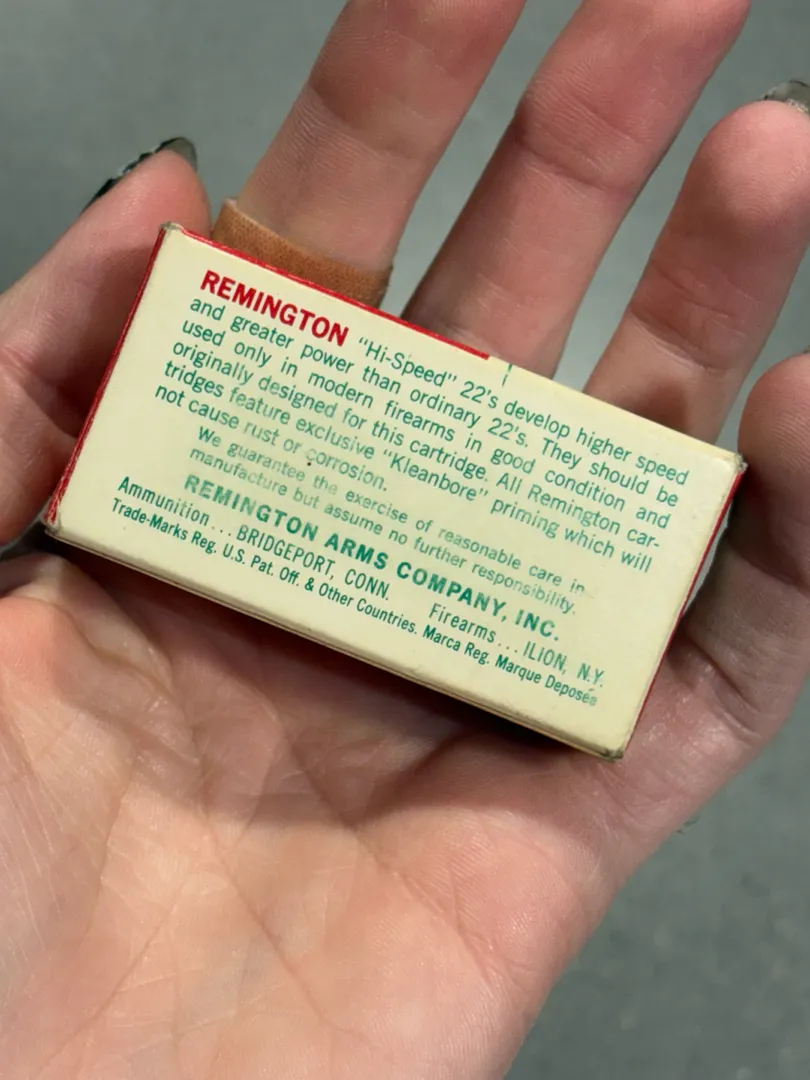 REMINGTON "Hi-Speed" 22's develop higher speed
and greater power than ordinary 22's. They should be
used only in modern firearms in good condition and
originally designed for this cartridge. All Remington car-
tridges feature exclusive "Kleanbore" priming which will
not cause rust or corrosion.
We guarantee the exercise of reasonable care in
manufacture but assume no further responsibility.
REMINGTON ARMS COMPANY, INC.
Ammunition... BRIDGEPORT, CONN. Firearms... ILION, N.Y.
Trade-Marks Reg. U.S. Pat. Off. & Other Countries. Marca Reg. Marque Deposée